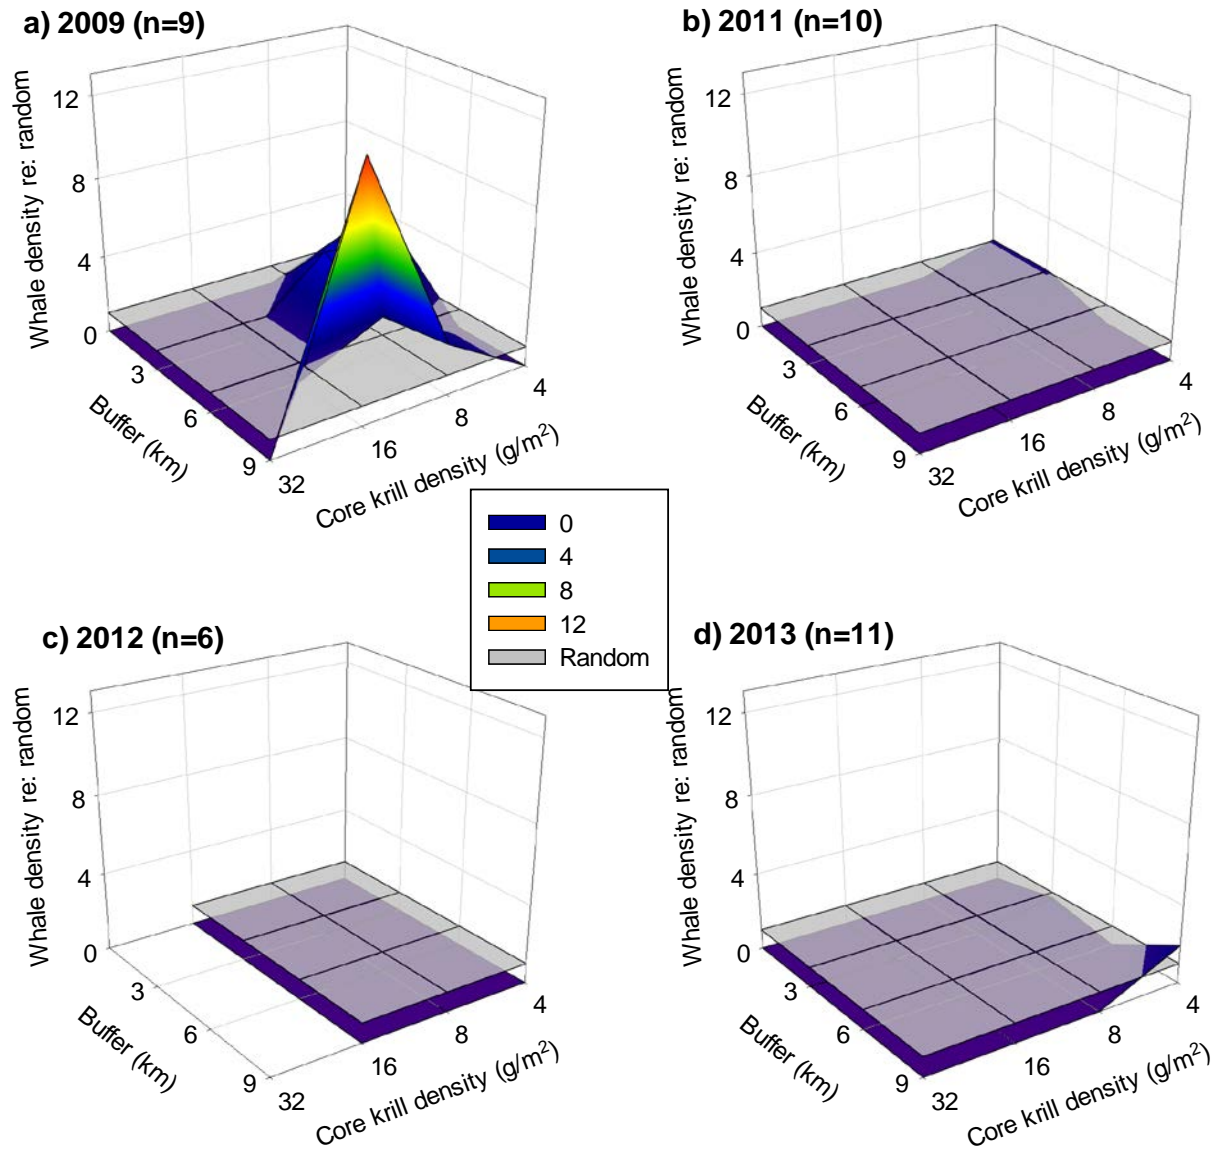 a) 2009 (n=9)
Whale density re: random
12
8
4
0
3
6
9
Buffer (km)
32
16
8
4
Core krill density (g/m²)
b) 2011 (n=10)
Whale density re: random
12
8
4
0
3
6
9
Buffer (km)
32
16
8
4
Core krill density (g/m²)
0
4
8
12
Random
c) 2012 (n=6)
Whale density re: random
12
8
4
0
3
6
9
Buffer (km)
32
16
8
4
Core krill density (g/m²)
d) 2013 (n=11)
Whale density re: random
12
8
4
0
3
6
9
Buffer (km)
32
16
8
4
Core krill density (g/m²)